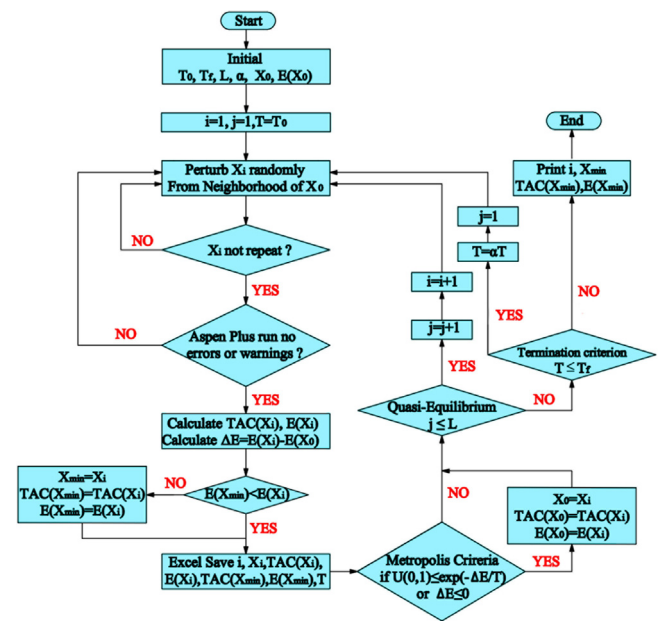 Start
Initial
T0, Tf, L, α, X0, E(X0)
i=1, j=1,T=T0
Perturb Xi randomly
From Neighborhood of X0
NO
Xi not repeat ?
YES
NO
Aspen Plus run no
errors or warnings ?
YES
Calculate TAC(Xi), E(Xi)
Calculate ΔE=E(Xi)-E(X0)
NO
E(Xmin)<E(Xi)
YES
Xmin=Xi
TAC(Xmin)=TAC(Xi)
E(Xmin)=E(Xi)
Excel Save i, Xi,TAC(Xi),
E(Xi),TAC(Xmin),E(Xmin),T
Metropolis Crireria
if U(0,1)≤exp(-ΔE/T)
or ΔE≤0
YES
X0=Xi
TAC(X0)=TAC(Xi)
E(X0)=E(Xi)
NO
Quasi-Equilibrium
j ≤ L
YES
j=j+1
i=i+1
NO
Termination criterion
T ≤ Tf
YES
T=αT
j=1
NO
Print i, Xmin
TAC(Xmin),E(Xmin)
End